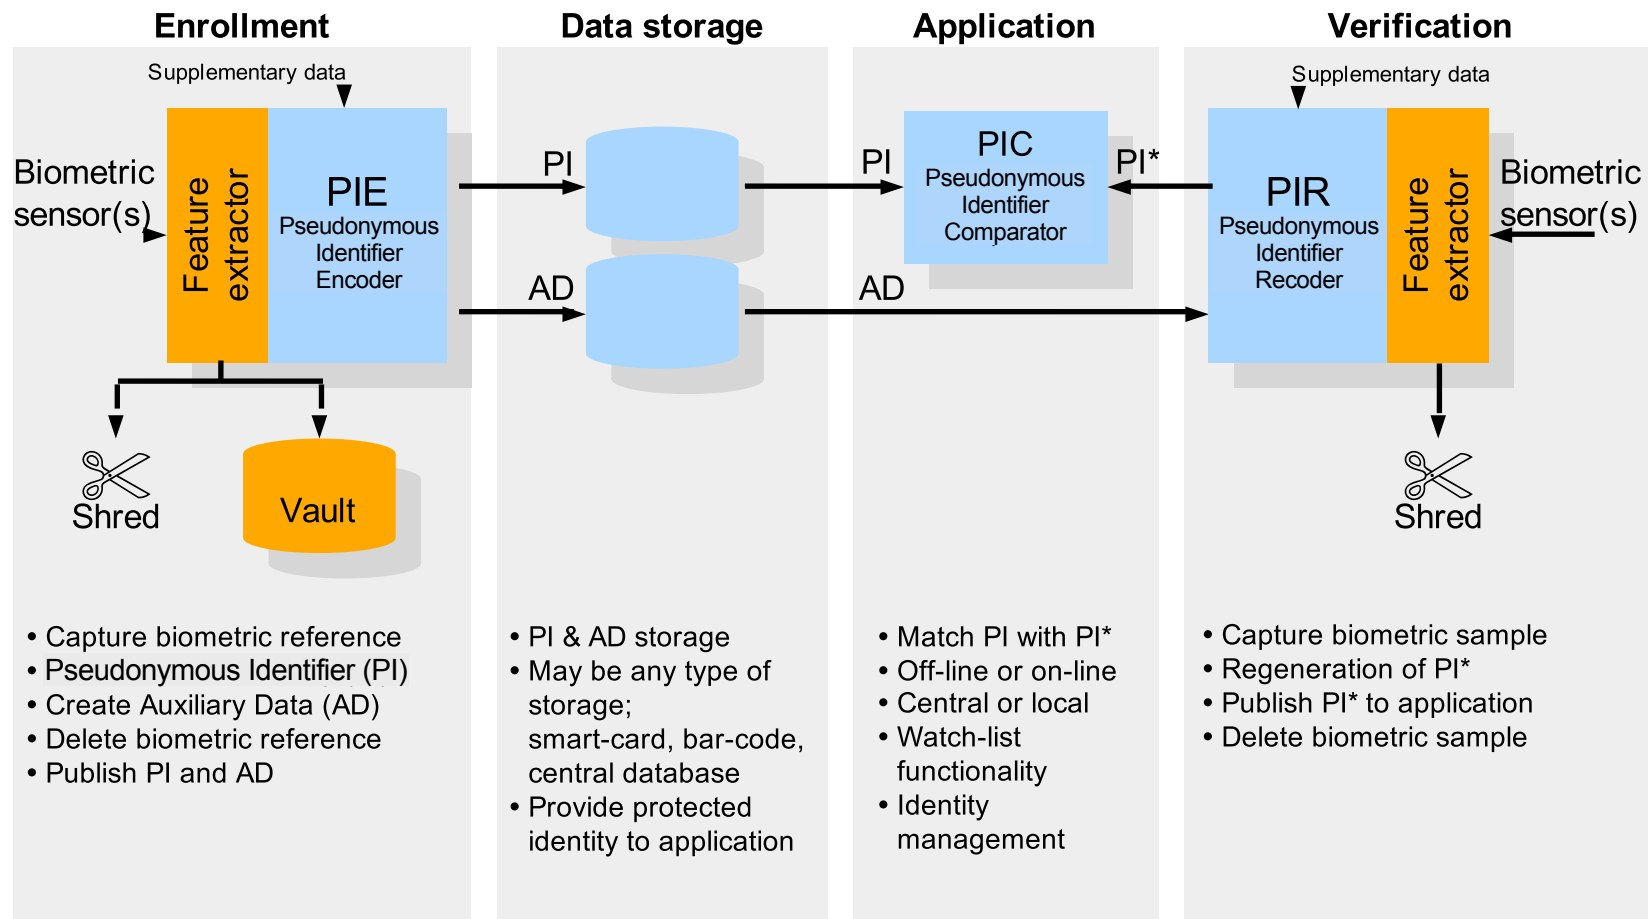 Enrollment
Supplementary data
Biometric
sensor(s)
Feature
extractor
PIE
Pseudonymous
Identifier
Encoder
Shred
Vault
• Capture biometric reference
• Pseudonymous Identifier (PI)
• Create Auxiliary Data (AD)
• Delete biometric reference
• Publish PI and AD
Data storage
PI
AD
• PI & AD storage
• May be any type of
storage;
smart-card, bar-code,
central database
• Provide protected
identity to application
Application
PI
PIC
Pseudonymous
Identifier
Comparator
PI*
AD
• Match PI with PI*
• Off-line or on-line
• Central or local
• Watch-list
functionality
• Identity
management
Verification
Supplementary data
PIR
Pseudonymous
Identifier
Recoder
Feature
extractor
Biometric
sensor(s)
Shred
• Capture biometric sample
• Regeneration of PI*
• Publish PI* to application
• Delete biometric sample